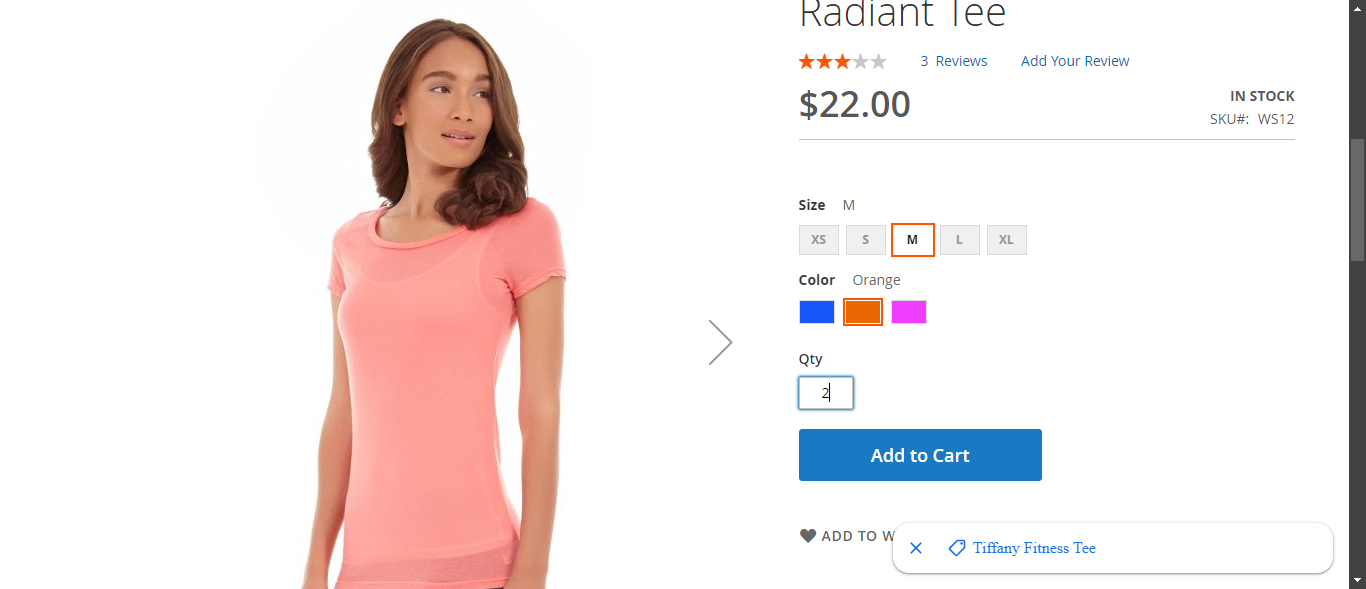 Radiant Tee
3 Reviews Add Your Review
$22.00
IN STOCK
SKU#: WS12
Size M
XS S M L XL
Color Orange
Qty
2
Add to Cart
ADD TO W
Tiffany Fitness Tee